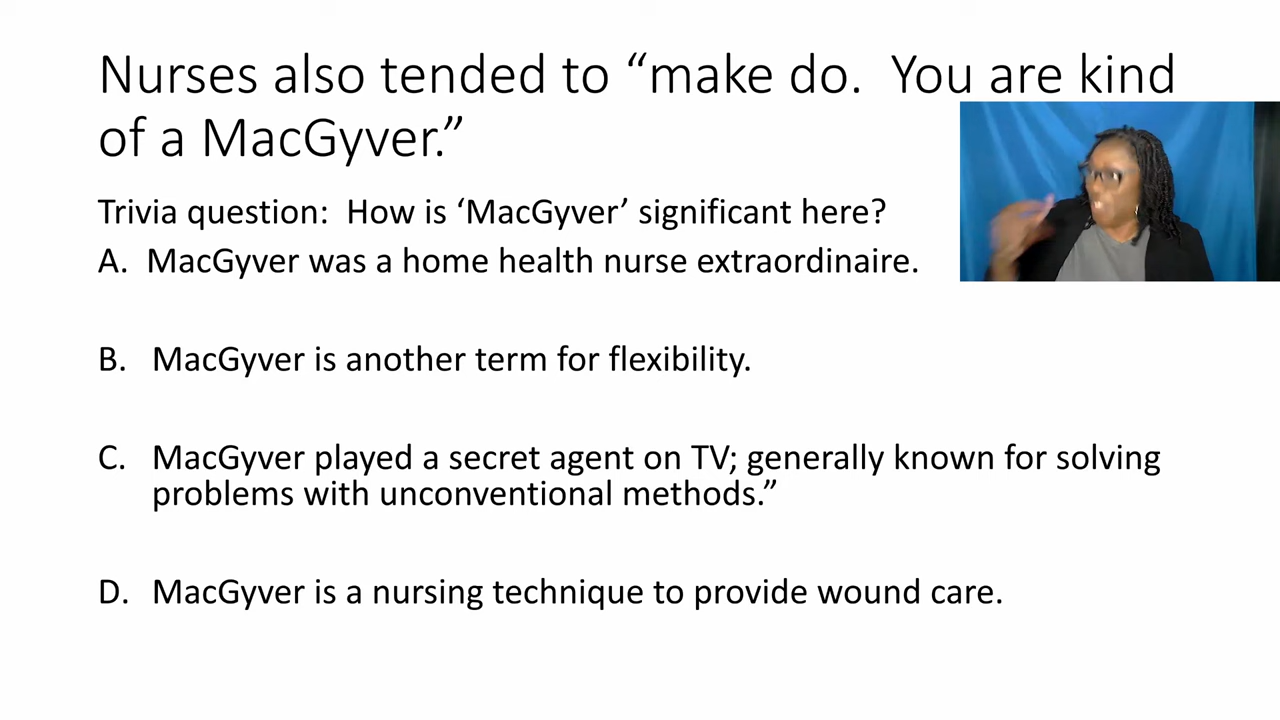 Nurses also tended to “make do.  You are kind
of a MacGyver.”
Trivia question:  How is ‘MacGyver’ significant here?
A.  MacGyver was a home health nurse extraordinaire.
B.  MacGyver is another term for flexibility.
C.  MacGyver played a secret agent on TV; generally known for solving
problems with unconventional methods.”
D.  MacGyver is a nursing technique to provide wound care.